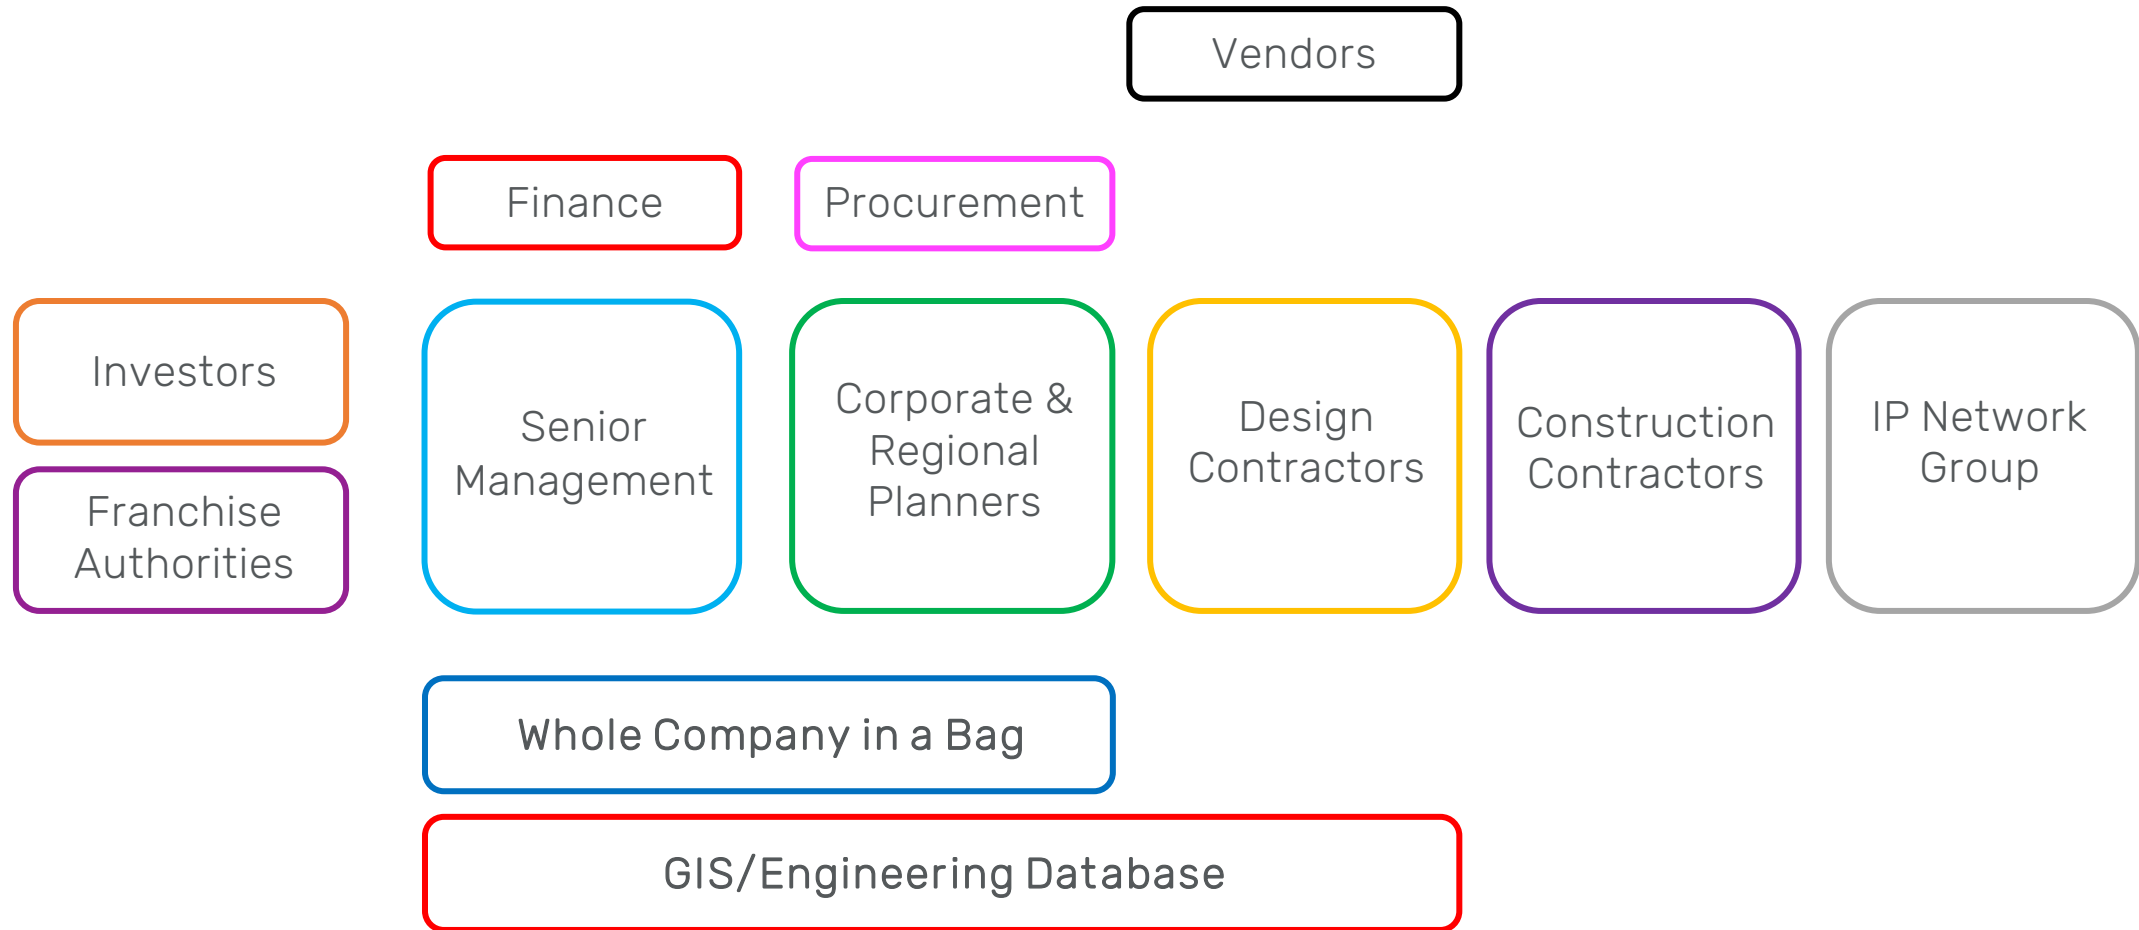 Vendors
Finance
Procurement
Investors
Franchise
Authorities
Senior
Management
Corporate &
Regional
Planners
Design
Contractors
Construction
Contractors
IP Network
Group
Whole Company in a Bag
GIS/Engineering Database